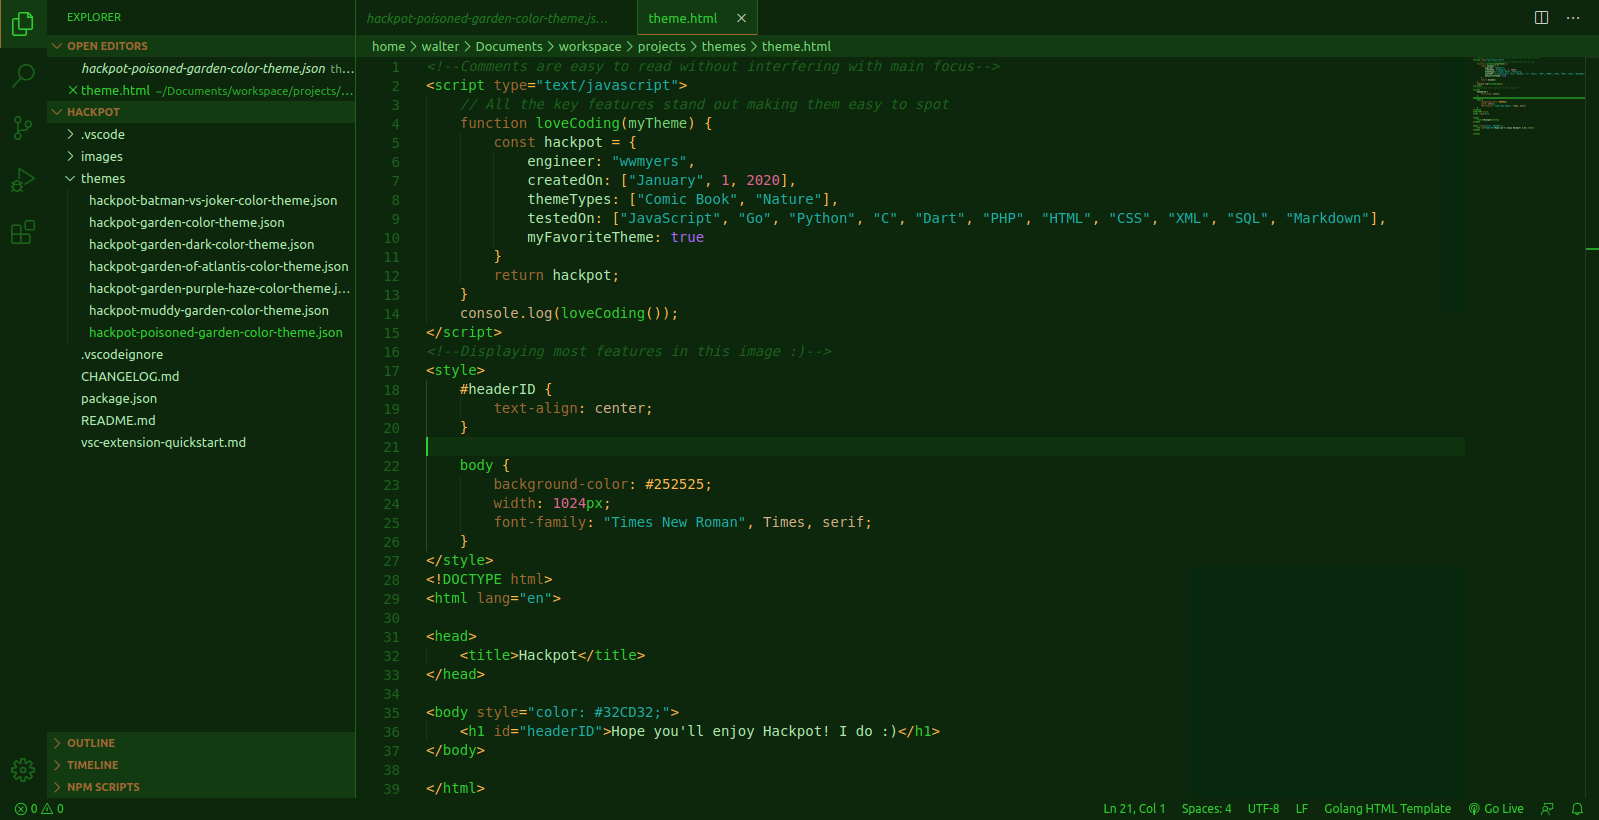 EXPLORER
OPEN EDITORS
hackpot-poisoned-garden-color-theme.json th...
theme.html ~/Documents/workspace/projects/...
HACKPOT
.vscode
images
themes
hackpot-batman-vs-joker-color-theme.json
hackpot-garden-color-theme.json
hackpot-garden-dark-color-theme.json
hackpot-garden-of-atlantis-color-theme.json
hackpot-garden-purple-haze-color-theme.j...
hackpot-muddy-garden-color-theme.json
hackpot-poisoned-garden-color-theme.json
.vscodeignore
CHANGELOG.md
package.json
README.md
vsc-extension-quickstart.md
OUTLINE
TIMELINE
NPM SCRIPTS
hackpot-poisoned-garden-color-theme.js...
theme.html
home > walter > Documents > workspace > projects > themes > theme.html
1 <!--Comments are easy to read without interfering with main focus-->
2 <script type="text/javascript">
3 // All the key features stand out making them easy to spot
4 function loveCoding(myTheme) {
5 const hackpot = {
6 engineer: "wwmyers",
7 createdOn: ["January", 1, 2020],
8 themeTypes: ["Comic Book", "Nature"],
9 testedOn: ["JavaScript", "Go", "Python", "C", "Dart", "PHP", "HTML", "CSS", "XML", "SQL", "Markdown"],
10 myFavoriteTheme: true
11 }
12 return hackpot;
13 }
14 console.log(loveCoding());
15 </script>
16 <!--Displaying most features in this image :)-->
17 <style>
18 #headerID {
19 text-align: center;
20 }
21
22 body {
23 background-color: #252525;
24 width: 1024px;
25 font-family: "Times New Roman", Times, serif;
26 }
27 </style>
28 <!DOCTYPE html>
29 <html lang="en">
30
31 <head>
32 <title>Hackpot</title>
33 </head>
34
35 <body style="color: #32CD32;">
36 <h1 id="headerID">Hope you'll enjoy Hackpot! I do :)</h1>
37 </body>
38
39 </html>
0 0
Ln 21, Col 1 Spaces: 4 UTF-8 LF Golang HTML Template Go Live